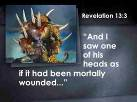 Revelation 13:3
"And I
saw one
of his
heads as
if it had been mortally
wounded..."